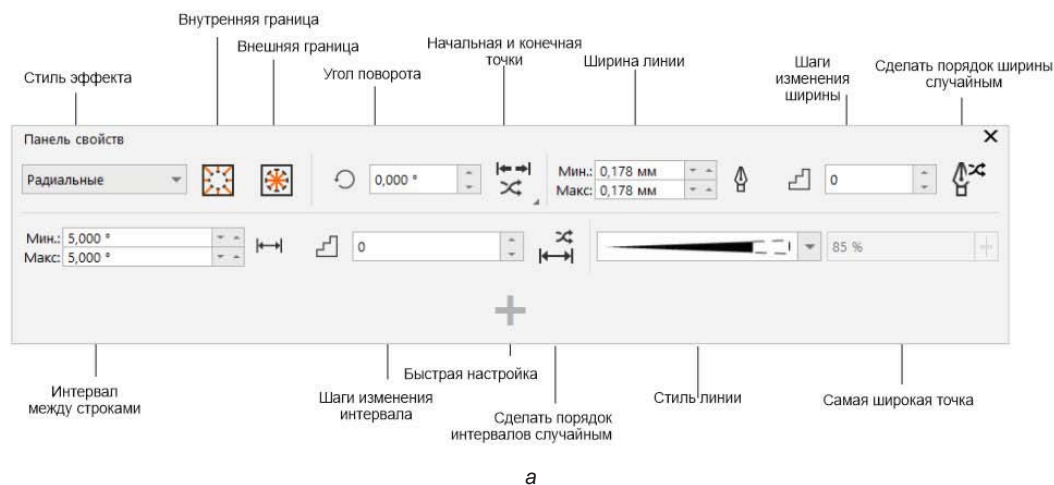 Внутренняя граница
Внешняя граница
Начальная и конечная
точки
Стиль эффекта
Угол поворота
Ширина линии
Шаги
изменения
ширины
Сделать порядок ширины
случайным
Панель свойств
Радиальные
0,000 °
Мин.: 0,178 мм
Макс: 0,178 мм
0
Мин.: 5,000 °
Макс: 5,000 °
0
85 %
Интервал
между строками
Шаги изменения
интервала
Быстрая настройка
Сделать порядок
интервалов случайным
Стиль линии
Самая широкая точка
а